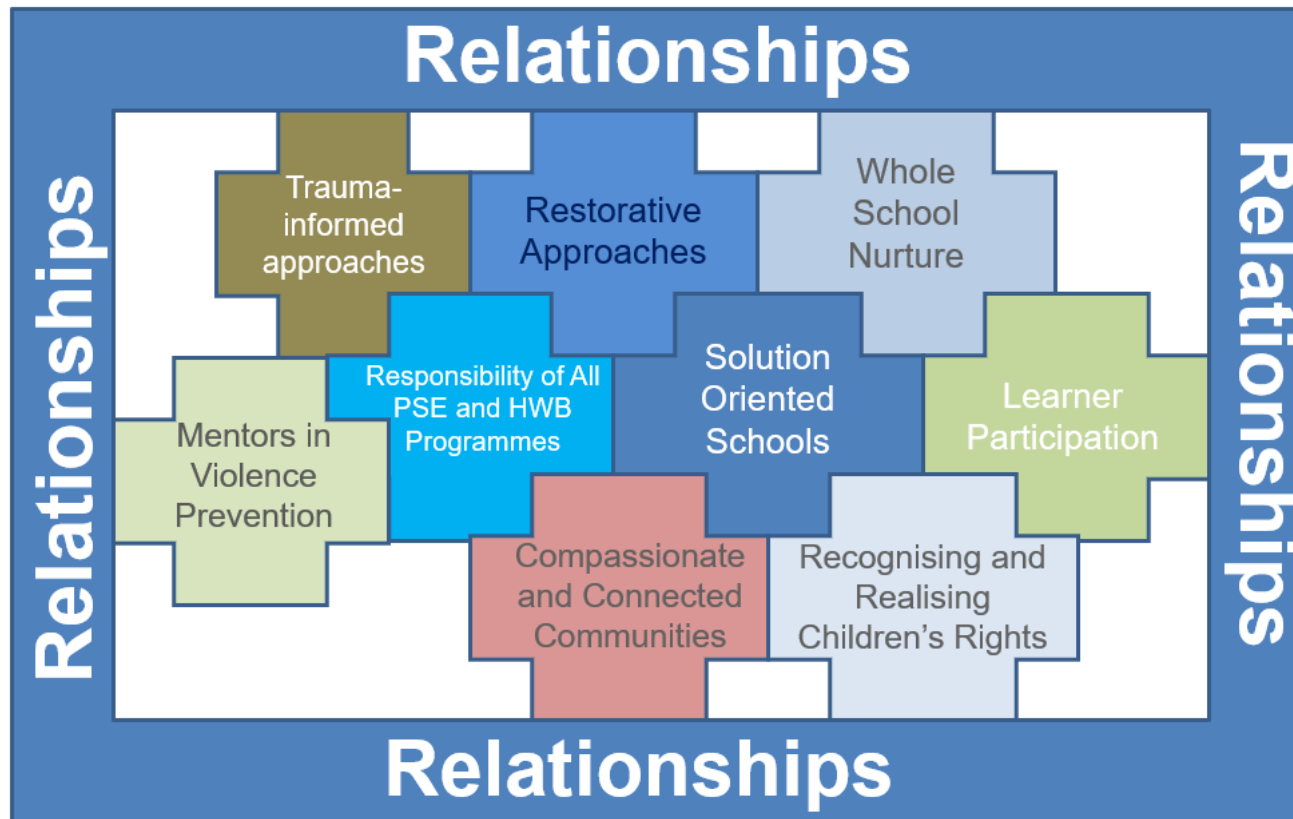 Relationships
Relationships
Trauma-
informed
approaches
Restorative
Approaches
Whole
School
Nurture
Relationships
Mentors in
Violence
Prevention
Responsibility of All
PSE and HWB
Programmes
Solution
Oriented
Schools
Learner
Participation
Compassionate
and Connected
Communities
Recognising and
Realising
Children’s Rights
Relationships